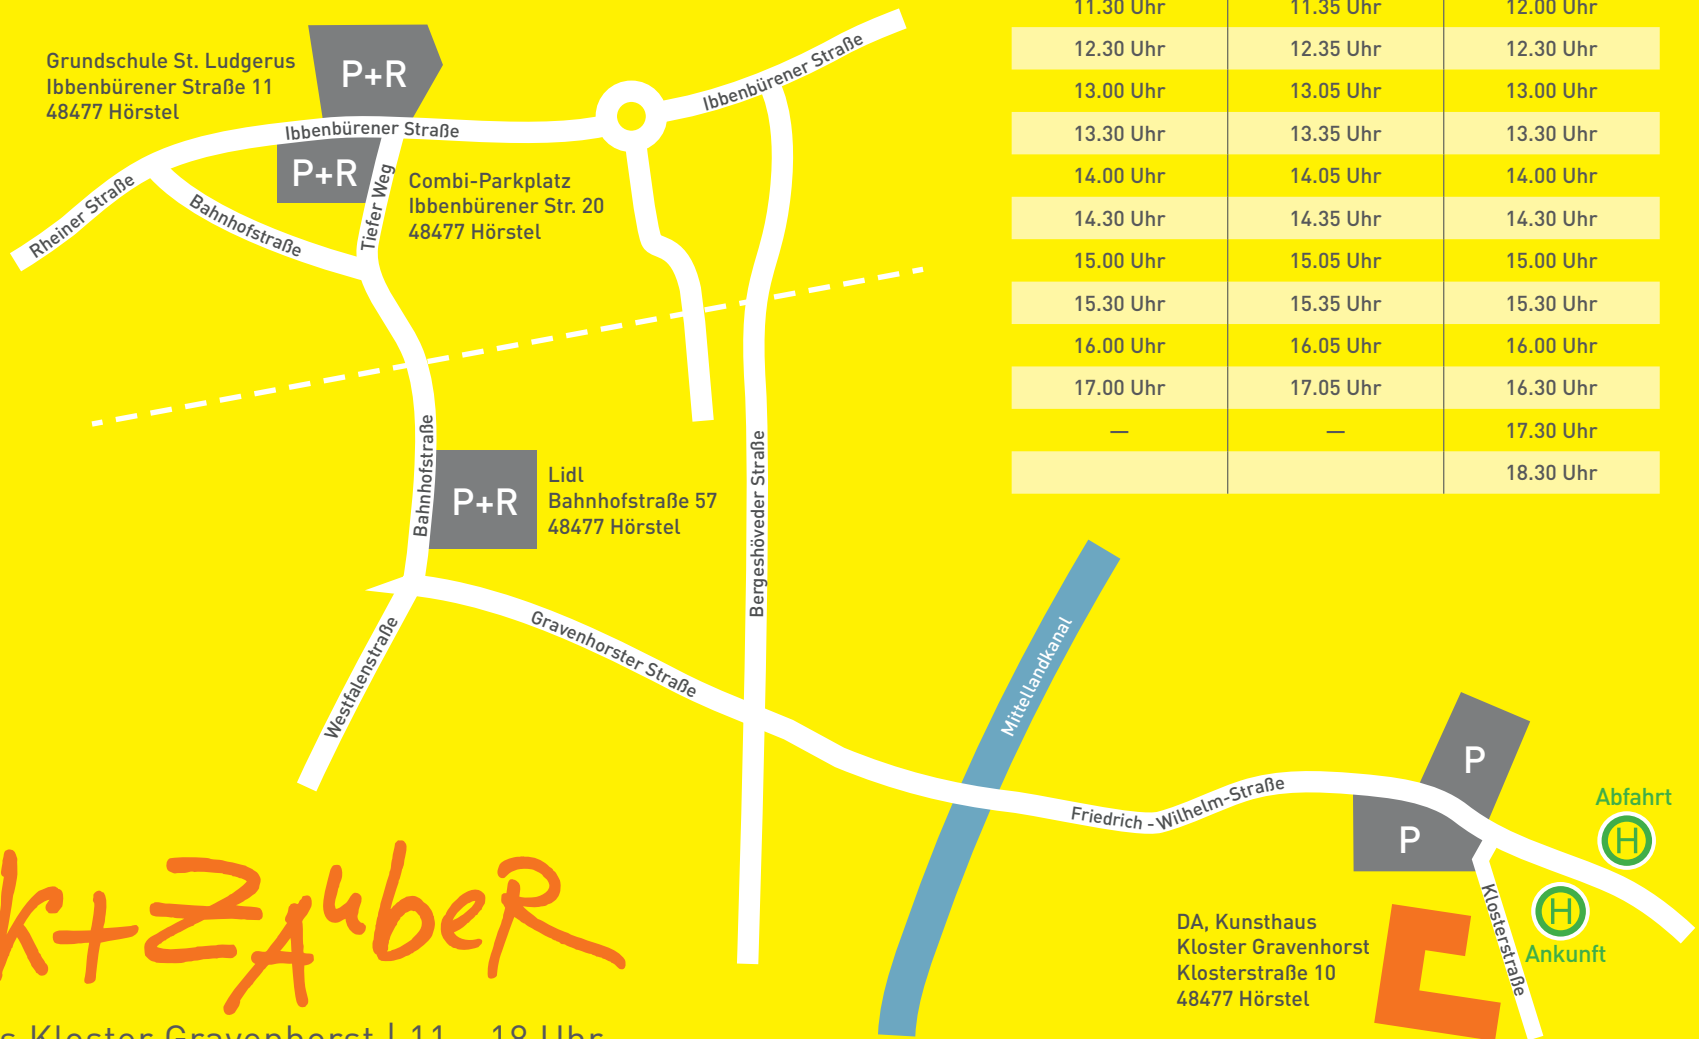 11.30 Uhr 11.35 Uhr 12.00 Uhr
12.30 Uhr 12.35 Uhr 12.30 Uhr
13.00 Uhr 13.05 Uhr 13.00 Uhr
13.30 Uhr 13.35 Uhr 13.30 Uhr
14.00 Uhr 14.05 Uhr 14.00 Uhr
14.30 Uhr 14.35 Uhr 14.30 Uhr
15.00 Uhr 15.05 Uhr 15.00 Uhr
15.30 Uhr 15.35 Uhr 15.30 Uhr
16.00 Uhr 16.05 Uhr 16.00 Uhr
17.00 Uhr 17.05 Uhr 16.30 Uhr
— — 17.30 Uhr
18.30 Uhr
Grundschule St. Ludgerus
Ibbenbürener Straße 11
48477 Hörstel
P+R
Ibbenbürener Straße
Ibbenbürener Straße
P+R
Rheiner Straße
Bahnhofstraße
Tiefer Weg
Combi-Parkplatz
Ibbenbürener Str. 20
48477 Hörstel
Bahnhofstraße
P+R
Lidl
Bahnhofstraße 57
48477 Hörstel
Bergeshöveder Straße
Westfalenstraße
Gravenhorster Straße
Mittellandkanal
Friedrich-Wilhelm-Straße
P
P
Abfahrt
H
H
Ankunft
Klosterstraße
DA, Kunsthaus
Kloster Gravenhorst
Klosterstraße 10
48477 Hörstel
k+ZAubeR
s Kloster Gravenhorst | 11 – 18 Uhr